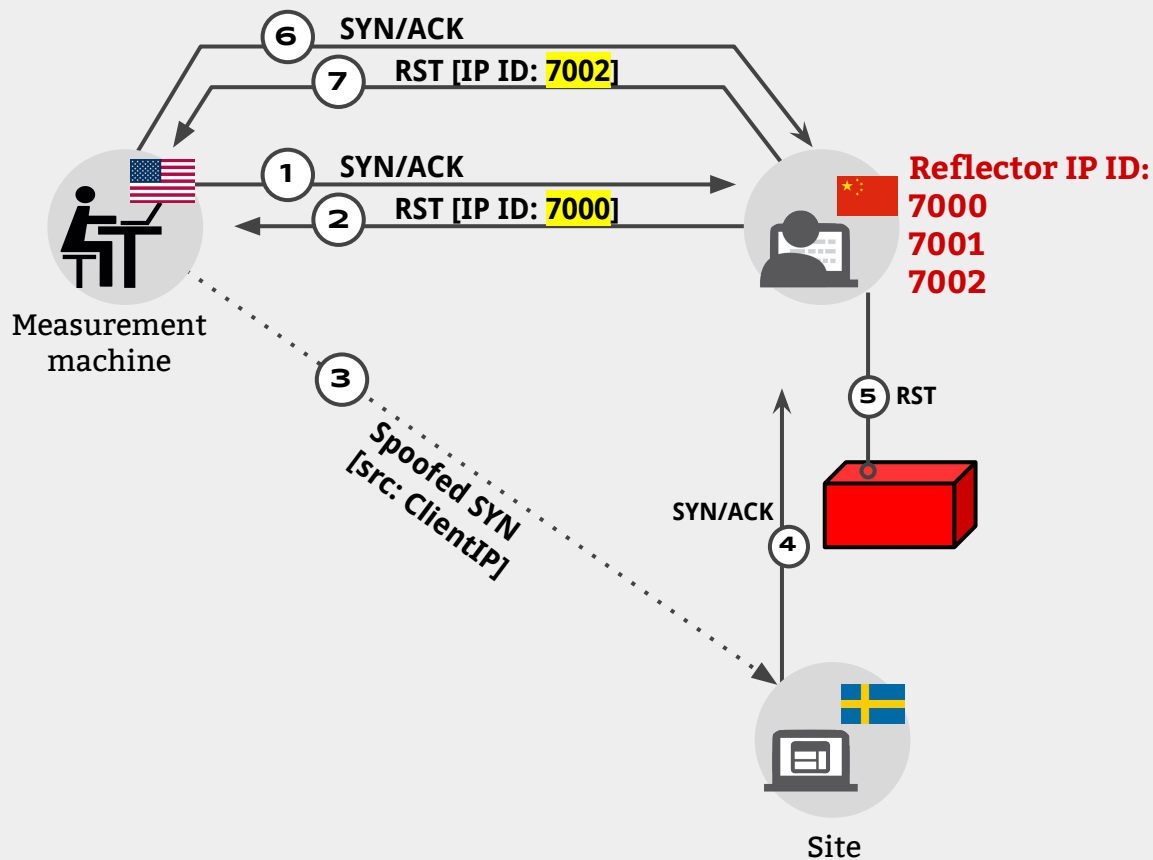 6 SYN/ACK
7 RST [IP ID: 7002]
1 SYN/ACK
2 RST [IP ID: 7000]
Reflector IP ID:
7000
7001
7002
Measurement
machine
3
Spoofed SYN
[src: ClientIP]
5 RST
SYN/ACK
4
Site